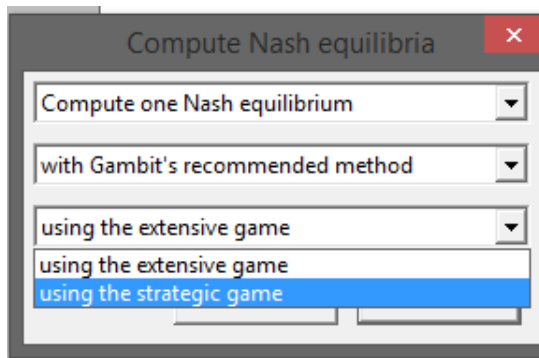 Compute Nash equilibria
Compute one Nash equilibrium
with Gambit's recommended method
using the extensive game
using the extensive game
using the strategic game